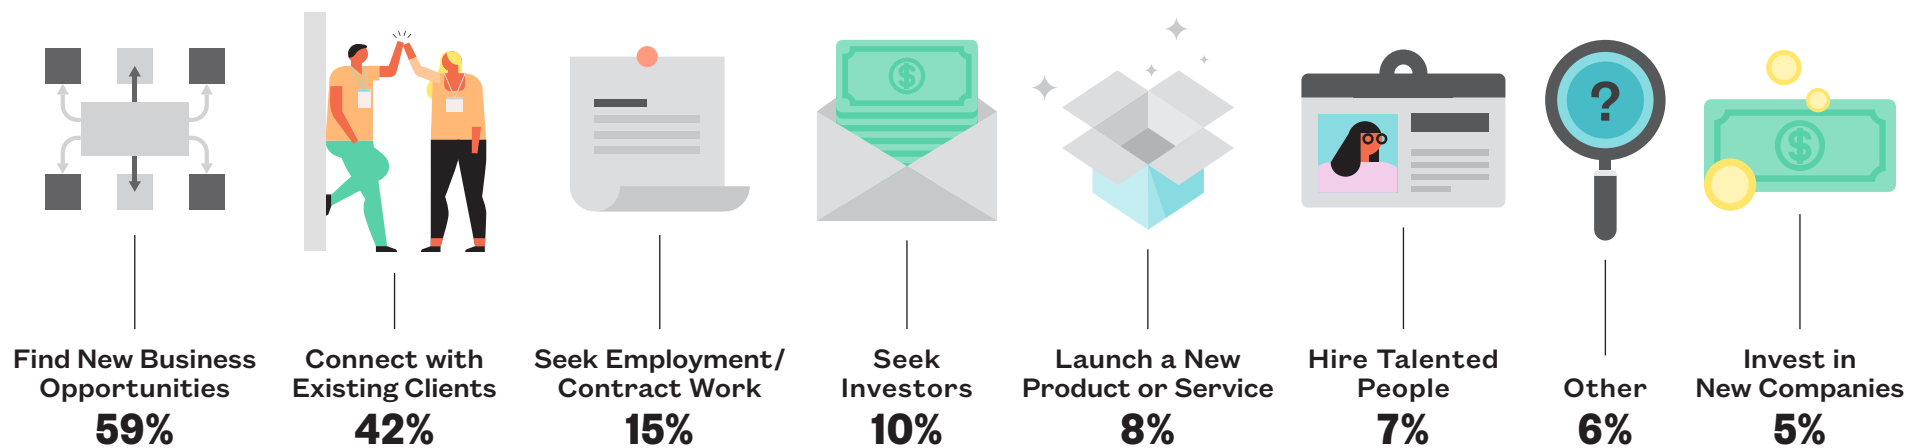 ?
$
$
Find New Business
Opportunities
59%
Connect with
Existing Clients
42%
Seek Employment/
Contract Work
15%
Seek
Investors
10%
Launch a New
Product or Service
8%
Hire Talented
People
7%
Other
6%
Invest in
New Companies
5%